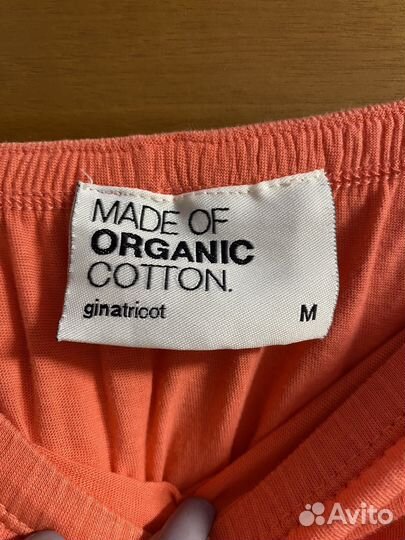 MADE OF
ORGANIC
COTTON.
ginatricot M
Avito